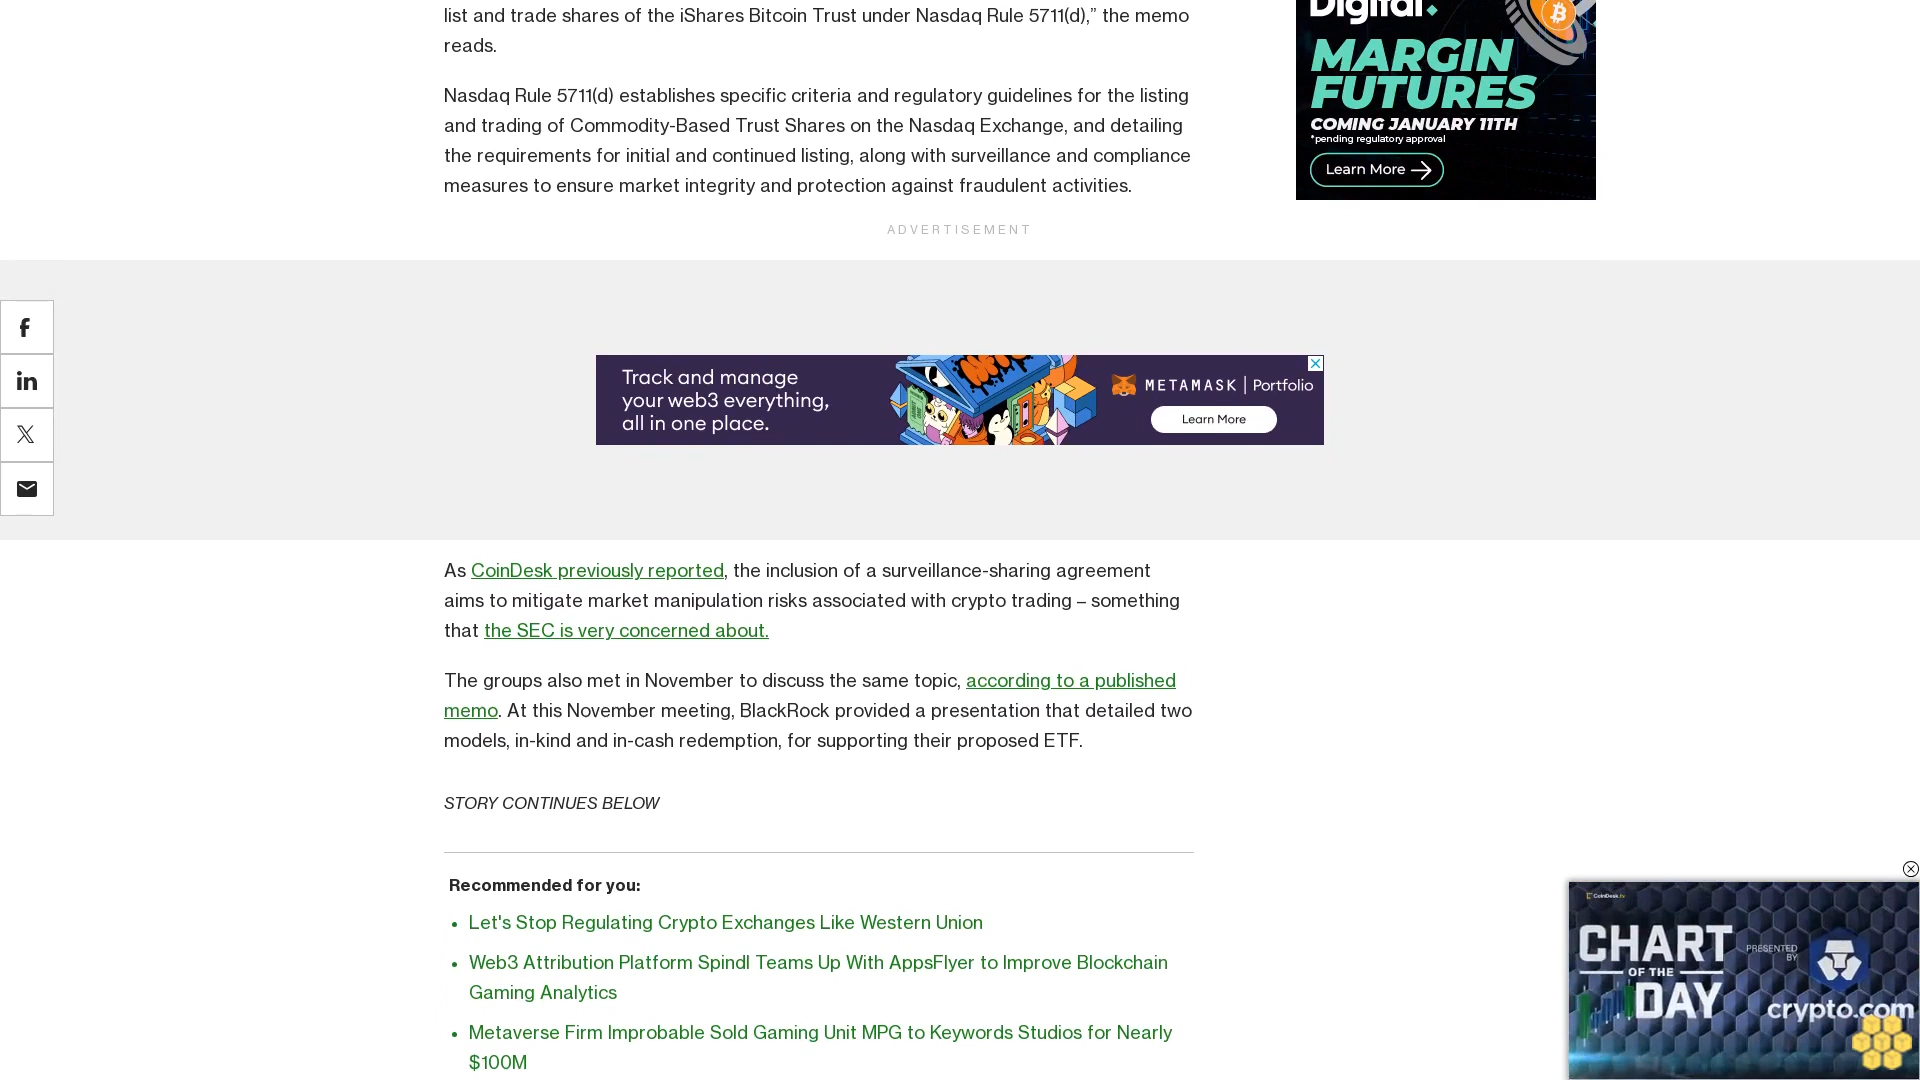 list and trade shares of the iShares Bitcoin Trust under Nasdaq Rule 5711(d),” the memo
reads.
Nasdaq Rule 5711(d) establishes specific criteria and regulatory guidelines for the listing
and trading of Commodity-Based Trust Shares on the Nasdaq Exchange, and detailing
the requirements for initial and continued listing, along with surveillance and compliance
measures to ensure market integrity and protection against fraudulent activities.
Digital
MARGIN
FUTURES
COMING JANUARY 11TH
*pending regulatory approval
Learn More
ADVERTISEMENT
Track and manage
your web3 everything,
all in one place.
METAMASK | Portfolio
Learn More
As CoinDesk previously reported, the inclusion of a surveillance-sharing agreement
aims to mitigate market manipulation risks associated with crypto trading – something
that the SEC is very concerned about.
The groups also met in November to discuss the same topic, according to a published
memo. At this November meeting, BlackRock provided a presentation that detailed two
models, in-kind and in-cash redemption, for supporting their proposed ETF.
STORY CONTINUES BELOW
Recommended for you:
Let's Stop Regulating Crypto Exchanges Like Western Union
Web3 Attribution Platform Spindl Teams Up With AppsFlyer to Improve Blockchain
Gaming Analytics
Metaverse Firm Improbable Sold Gaming Unit MPG to Keywords Studios for Nearly
$100M
CHART
OF THE
DAY
PRESENTED
BY
crypto.com